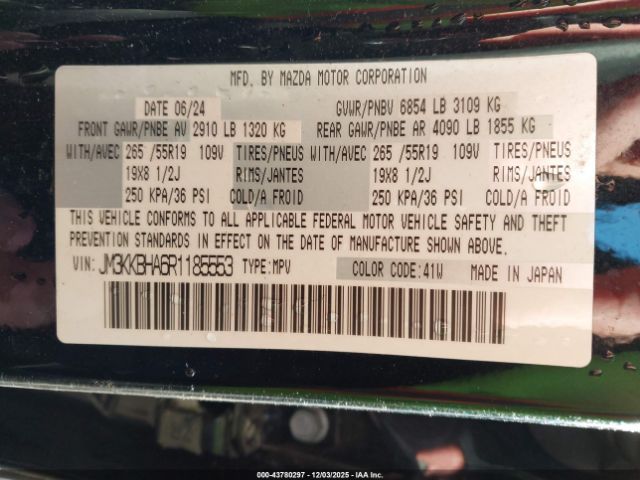 MFD. BY MAZDA MOTOR CORPORATION
DATE 06/24 GVWR/PNBV 6854 LB 3109 KG
FRONT GAWR/PNBE AV 2910 LB 1320 KG REAR GAWR/PNBE AR 4090 LB 1855 KG
WITH/AVEC 265 /55R19 109V TIRES/PNEUS WITH/AVEC 265 /55R19 109V TIRES/PNEUS
19X8 1/2J RIMS/JANTES 19X8 1/2J RIMS/JANTES
250 KPA/36 PSI COLD/A FROID 250 KPA/36 PSI COLD/A FROID
THIS VEHICLE CONFORMS TO ALL APPLICABLE FEDERAL MOTOR VEHICLE SAFETY AND THEFT
PREVENTION STANDARDS IN EFFECT ON THE DATE OF MANUFACTURE SHOWN ABOVE.
VIN: JM3KKBHA6R1185553 TYPE:MPV COLOR CODE:41W MADE IN JAPAN
000-43780297 - 12/03/2025 - IAA Inc.